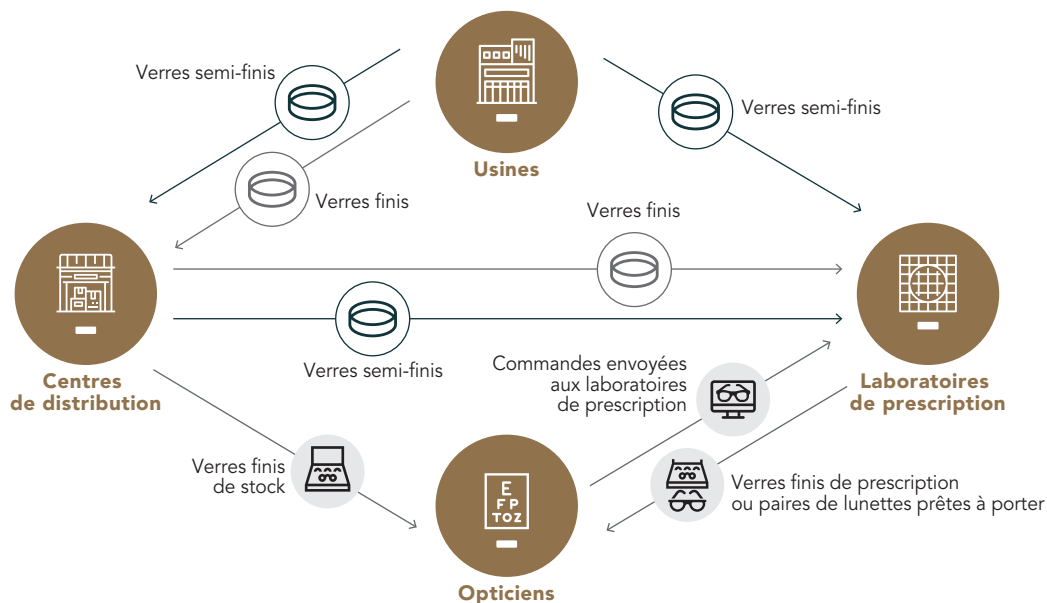 Verres semi-finis
Verres semi-finis
Usines
Verres finis
Verres finis
Verres semi-finis
Centres
de distribution
Commandes envoyées
aux laboratoires
de prescription
Laboratoires
de prescription
Verres finis
de stock
E
F P
TOZ
Verres finis de prescription
ou paires de lunettes prêtes à porter
Opticiens